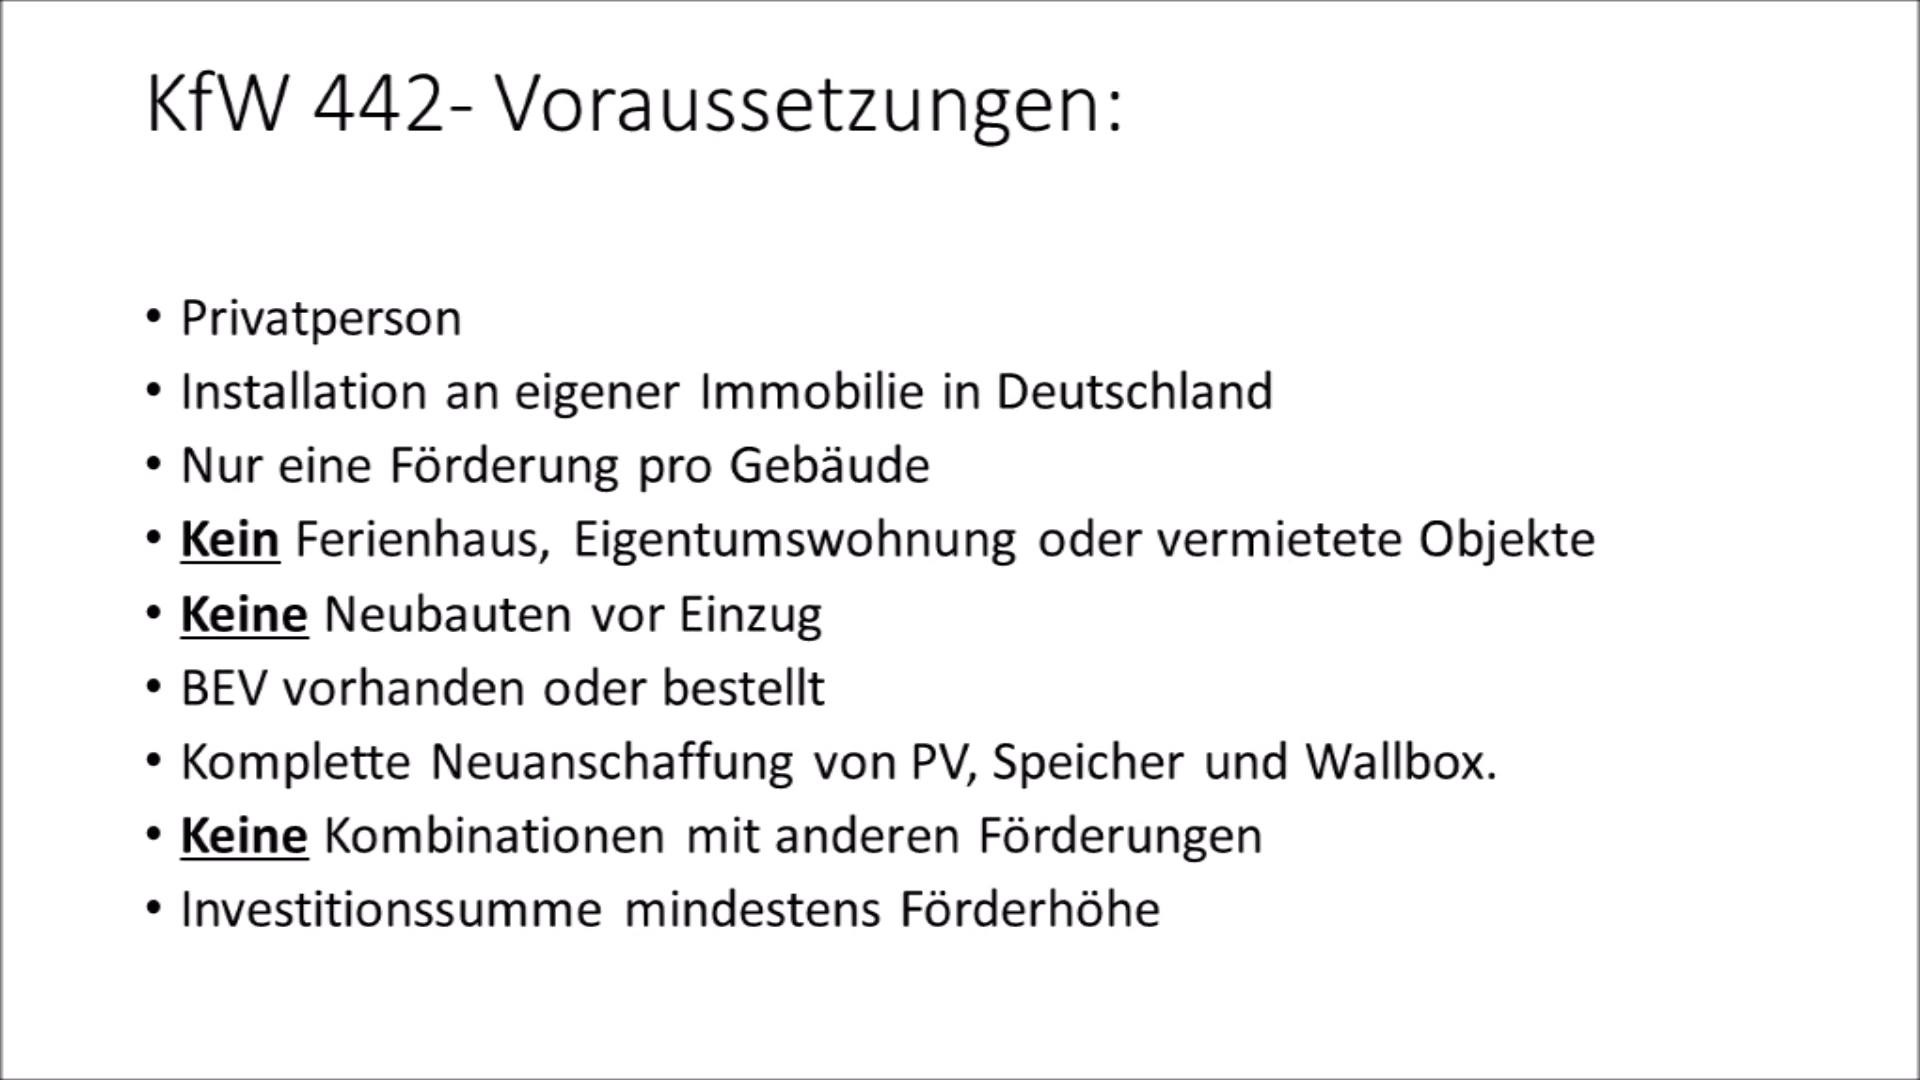 KfW 442- Voraussetzungen:
• Privatperson
• Installation an eigener Immobilie in Deutschland
• Nur eine Förderung pro Gebäude
• Kein Ferienhaus, Eigentumswohnung oder vermietete Objekte
• Keine Neubauten vor Einzug
• BEV vorhanden oder bestellt
• Komplette Neuanschaffung von PV, Speicher und Wallbox.
• Keine Kombinationen mit anderen Förderungen
• Investitionssumme mindestens Förderhöhe